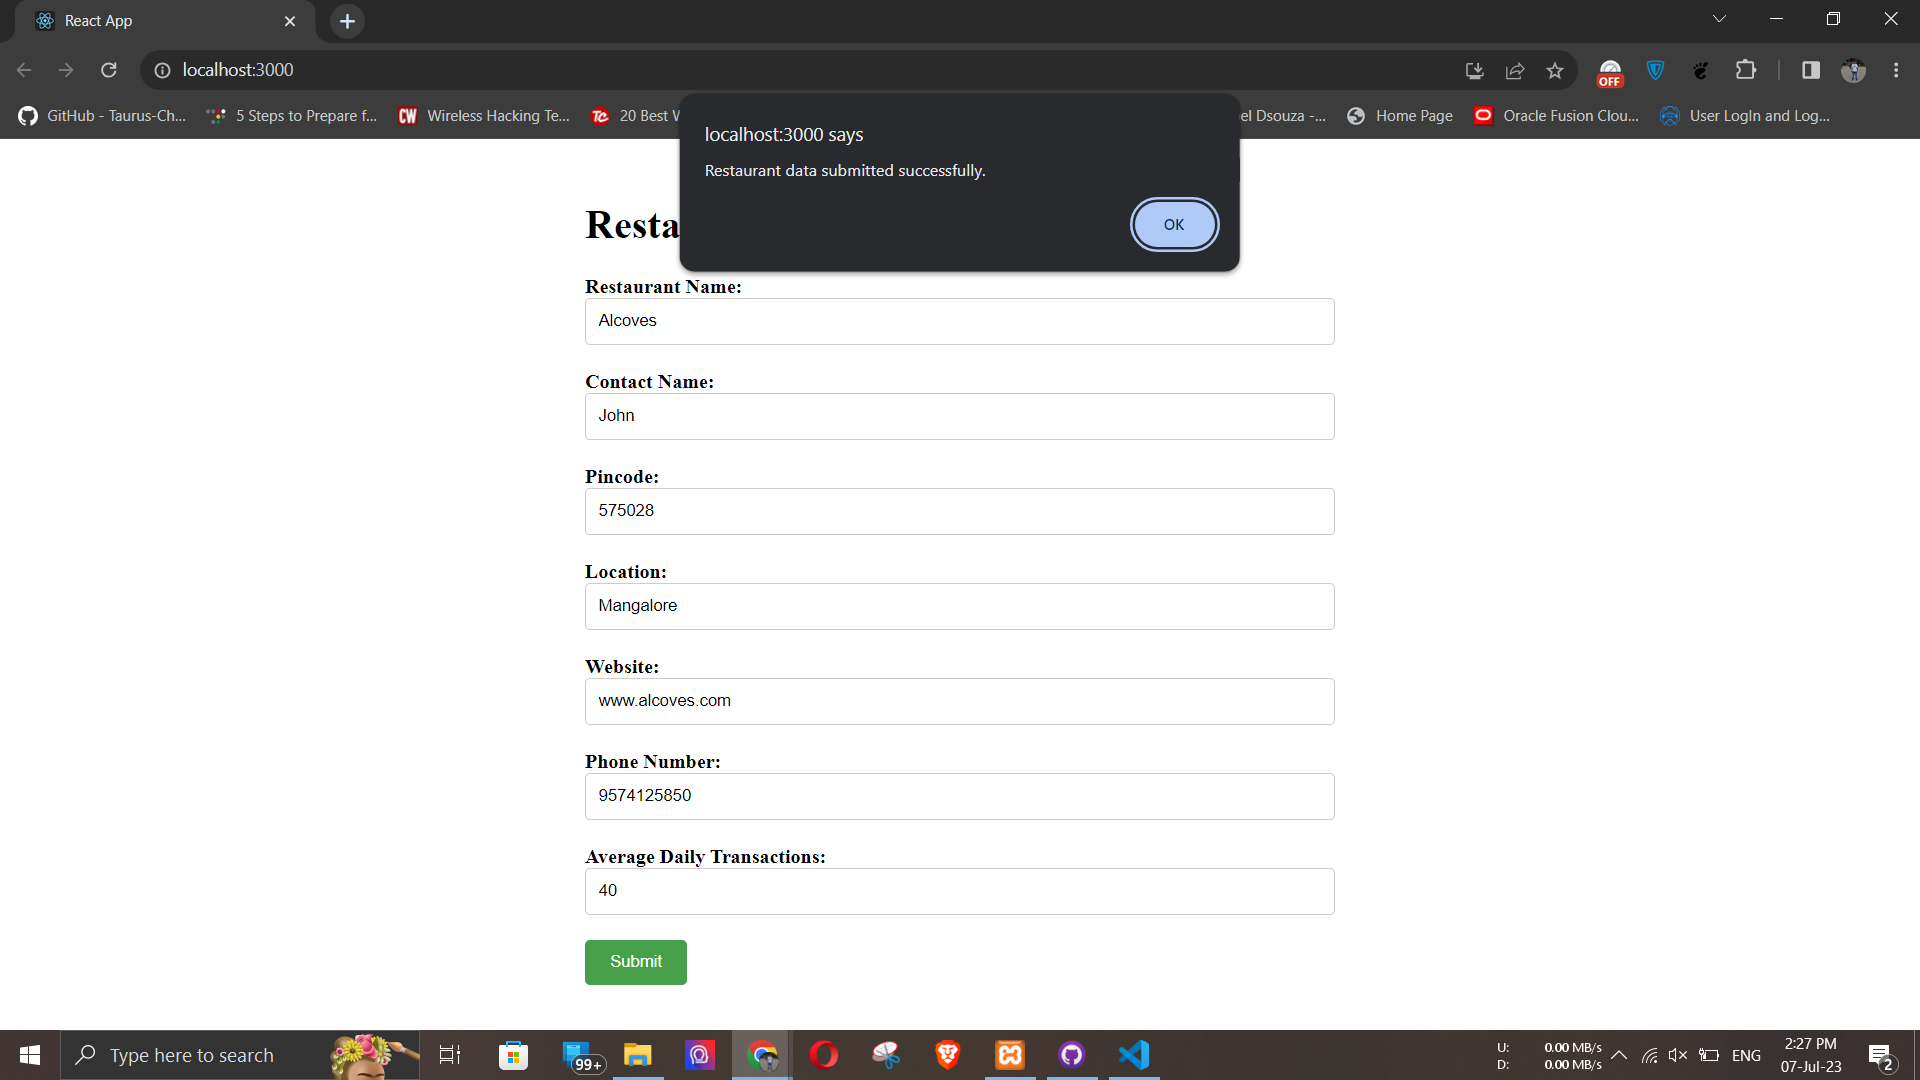 React App
localhost:3000
OFF
GitHub - Taurus-Ch...
5 Steps to Prepare f...
CW
Wireless Hacking Te...
TC
20 Best W
el Dsouza -...
Home Page
Oracle Fusion Clou...
User LogIn and Log...
localhost:3000 says
Restaurant data submitted successfully.
OK
Resta
Restaurant Name:
Alcoves
Contact Name:
John
Pincode:
575028
Location:
Mangalore
Website:
www.alcoves.com
Phone Number:
9574125850
Average Daily Transactions:
40
Submit
Type here to search
99+
U: 0.00 MB/s
D: 0.00 MB/s
ENG
2:27 PM
07-Jul-23
2